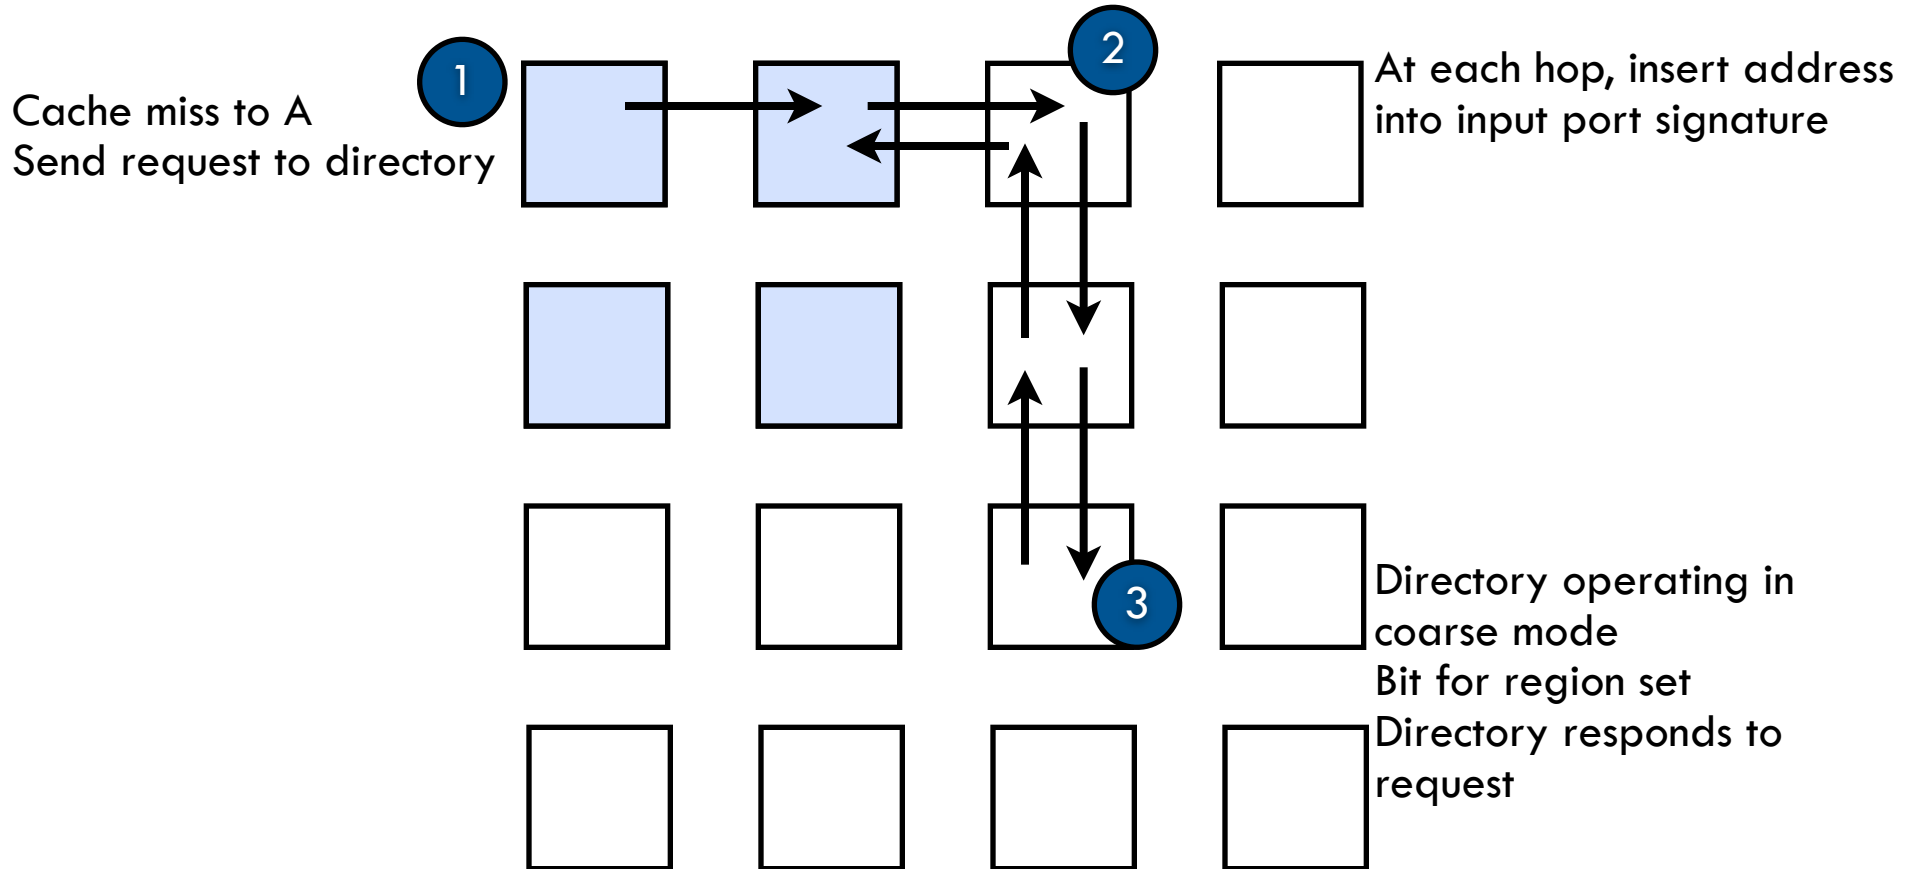 1
Cache miss to A
Send request to directory
2
At each hop, insert address
into input port signature
3
Directory operating in
coarse mode
Bit for region set
Directory responds to
request